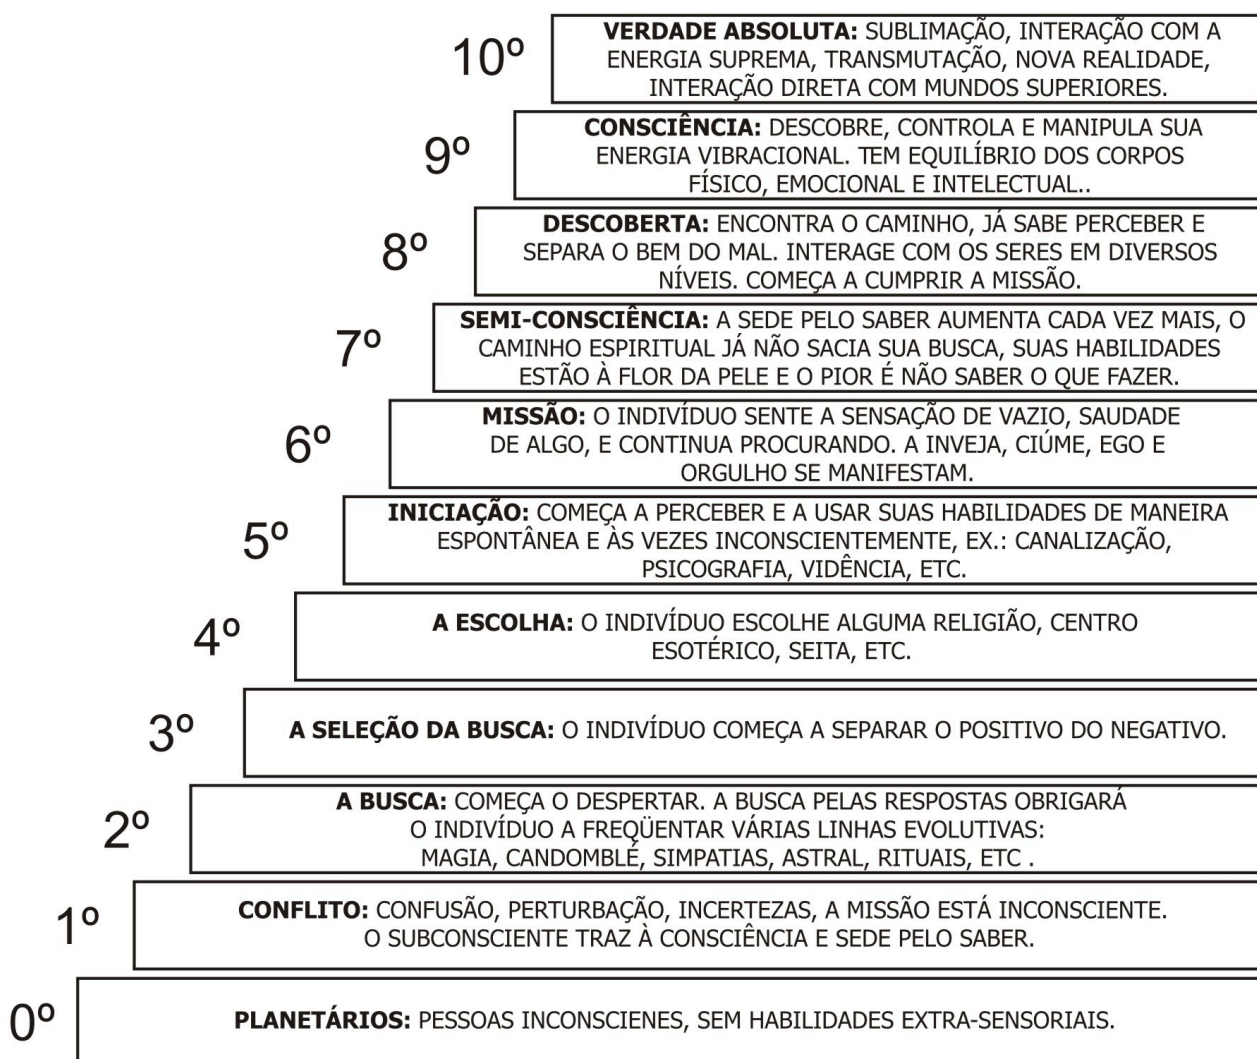 10º
VERDADE ABSOLUTA: SUBLIMAÇÃO, INTERAÇÃO COM A
ENERGIA SUPREMA, TRANSMUTAÇÃO, NOVA REALIDADE,
INTERAÇÃO DIRETA COM MUNDOS SUPERIORES.
9º
CONSCIÊNCIA: DESCOBRE, CONTROLA E MANIPULA SUA
ENERGIA VIBRACIONAL. TEM EQUILÍBRIO DOS CORPOS
FÍSICO, EMOCIONAL E INTELECTUAL..
8º
DESCOBERTA: ENCONTRA O CAMINHO, JÁ SABE PERCEBER E
SEPARA O BEM DO MAL. INTERAGE COM OS SERES EM DIVERSOS
NÍVEIS. COMEÇA A CUMPRIR A MISSÃO.
7º
SEMI-CONSCIÊNCIA: A SEDE PELO SABER AUMENTA CADA VEZ MAIS, O
CAMINHO ESPIRITUAL JÁ NÃO SACIA SUA BUSCA, SUAS HABILIDADES
ESTÃO À FLOR DA PELE E O PIOR É NÃO SABER O QUE FAZER.
6º
MISSÃO: O INDIVÍDUO SENTE A SENSAÇÃO DE VAZIO, SAUDADE
DE ALGO, E CONTINUA PROCURANDO. A INVEJA, CIÚME, EGO E
ORGULHO SE MANIFESTAM.
5º
INICIAÇÃO: COMEÇA A PERCEBER E A USAR SUAS HABILIDADES DE MANEIRA
ESPONTÂNEA E ÀS VEZES INCONSCIENTEMENTE, EX.: CANALIZAÇÃO,
PSICOGRAFIA, VIDÊNCIA, ETC.
4º
A ESCOLHA: O INDIVÍDUO ESCOLHE ALGUMA RELIGIÃO, CENTRO
ESOTÉRICO, SEITA, ETC.
3º
A SELEÇÃO DA BUSCA: O INDIVÍDUO COMEÇA A SEPARAR O POSITIVO DO NEGATIVO.
2º
A BUSCA: COMEÇA O DESPERTAR. A BUSCA PELAS RESPOSTAS OBRIGARÁ
O INDIVÍDUO A FREQÜENTAR VÁRIAS LINHAS EVOLUTIVAS:
MAGIA, CANDOMBLÉ, SIMPATIAS, ASTRAL, RITUAIS, ETC .
1º
CONFLITO: CONFUSÃO, PERTURBAÇÃO, INCERTEZAS, A MISSÃO ESTÁ INCONSCIENTE.
O SUBCONSCIENTE TRAZ À CONSCIÊNCIA E SEDE PELO SABER.
0º
PLANETÁRIOS: PESSOAS INCONSCIENES, SEM HABILIDADES EXTRA-SENSORIAIS.